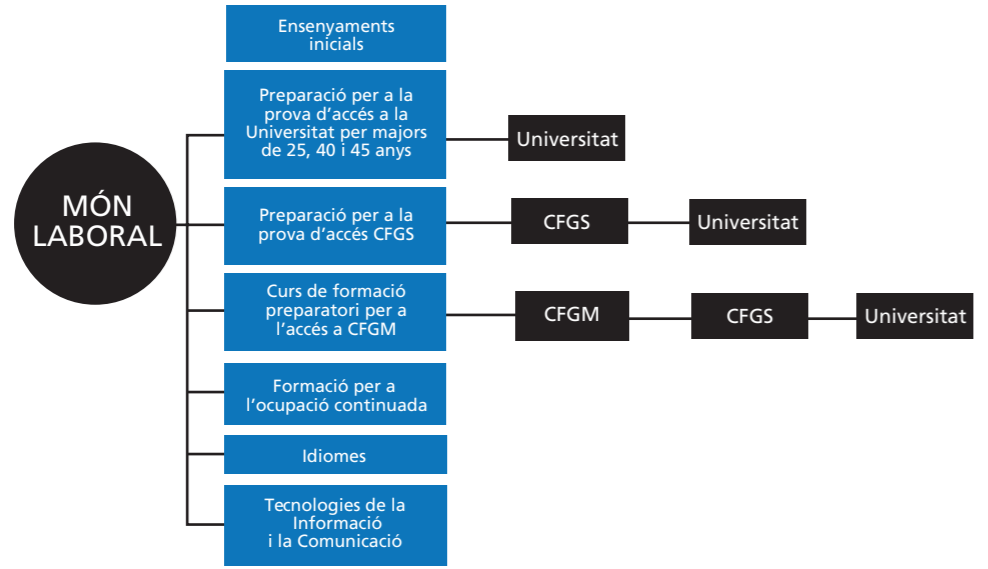 MÓN
LABORAL
Ensenyaments
inicials
Preparació per a la
prova d'accés a la
Universitat per majors
de 25, 40 i 45 anys
Universitat
Preparació per a la
prova d'accés CFGS
CFGS
Universitat
Curs de formació
preparatori per a
l'accés a CFGM
CFGM
CFGS
Universitat
Formació per a
l'ocupació continuada
Idiomes
Tecnologies de la
Informació
i la Comunicació